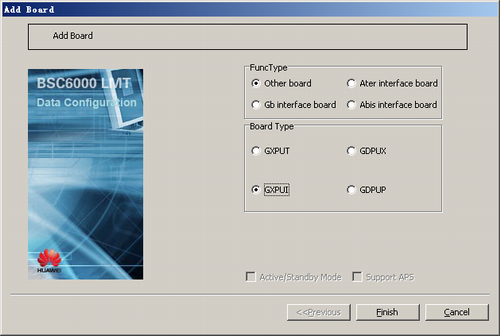 Add Board
Add Board
BSC6000 LMT
Data Configuration
HUAWEI
FuncType
Other board
Ater interface board
Gb interface board
Abis interface board
Board Type
GXPUT
GDPUX
GXPUI
GDPUP
Active/Standby Mode
Support APS
<<Previous
Finish
Cancel